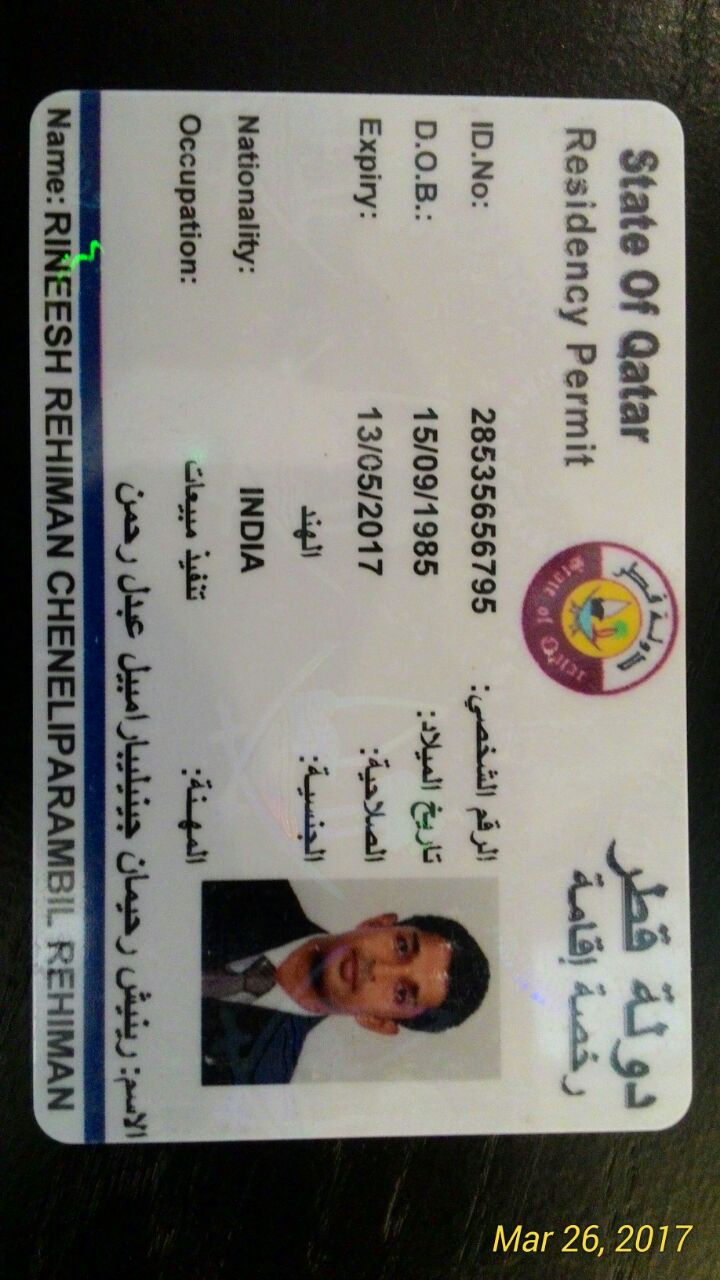 State Of Qatar دولة قطر
Residency Permit رخصة إقامة
دولة قطر
State of Qatar
ID.No: 28535656795 الرقم الشخصي:
D.O.B.: 15/09/1985 تاريخ الميلاد:
Expiry: 13/05/2017 الصلاحية:
الهند الجنسية:
Nationality: INDIA
Occupation: تنفيذ مبيعات المهنة:
الاسم: رينيش رحيمان جينيليبارامبيل عبدل رحمن
Name: RINEESH REHIMAN CHENELIPARAMBIL REHIMAN
Mar 26, 2017